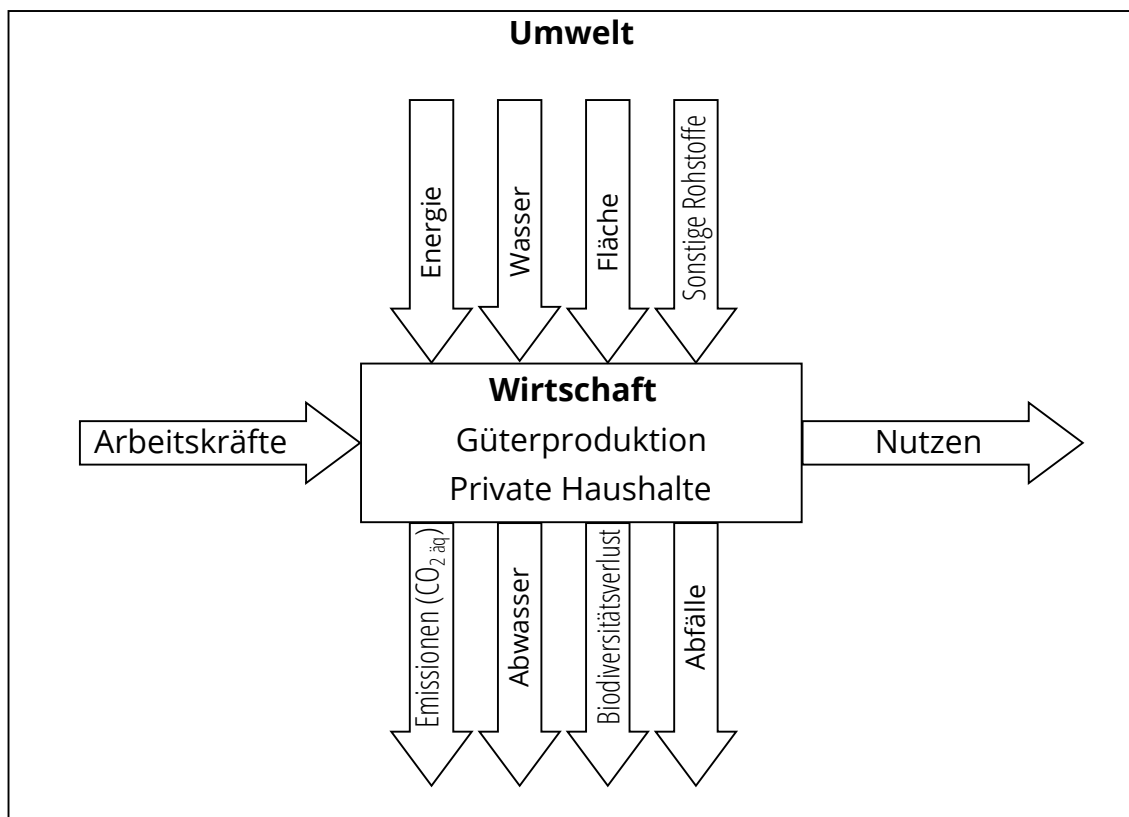 Umwelt
Energie
Wasser
Fläche
Sonstige Rohstoffe
Arbeitskräfte
Wirtschaft
Güterproduktion
Private Haushalte
Nutzen
Emissionen (CO₂ äq)
Abwasser
Biodiversitätsverlust
Abfälle